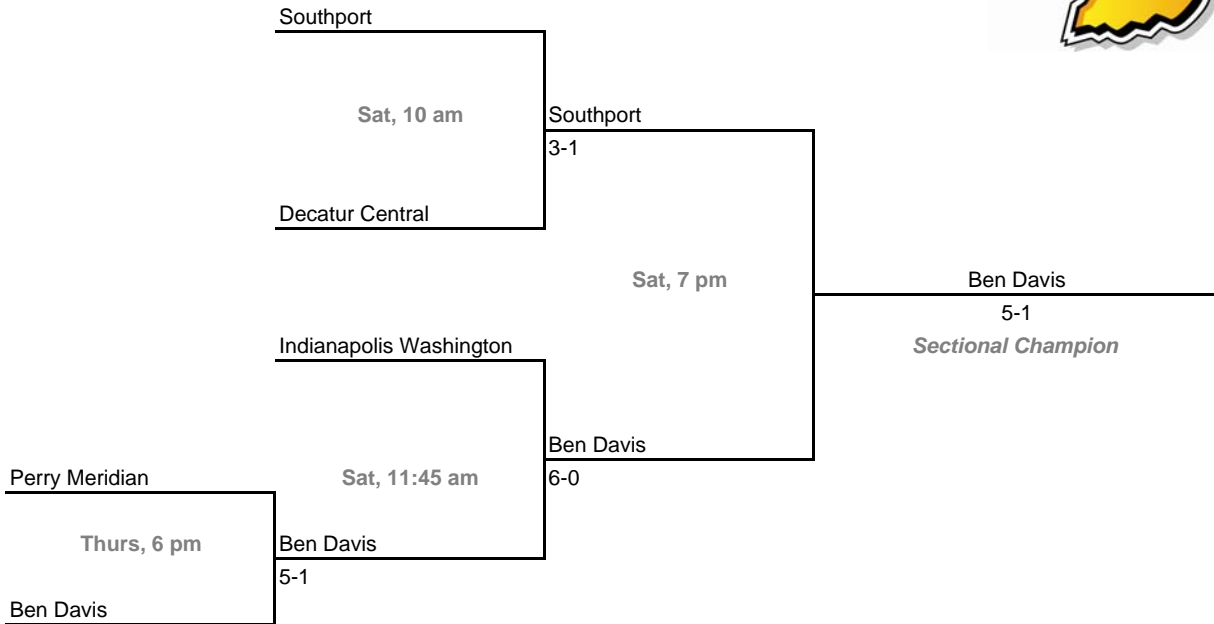 Southport
Sat, 10 am
Southport
3-1
Decatur Central
Sat, 7 pm
Ben Davis
5-1
Indianapolis Washington
Sectional Champion
Ben Davis
Perry Meridian
Sat, 11:45 am
6-0
Thurs, 6 pm
Ben Davis
5-1
Ben Davis